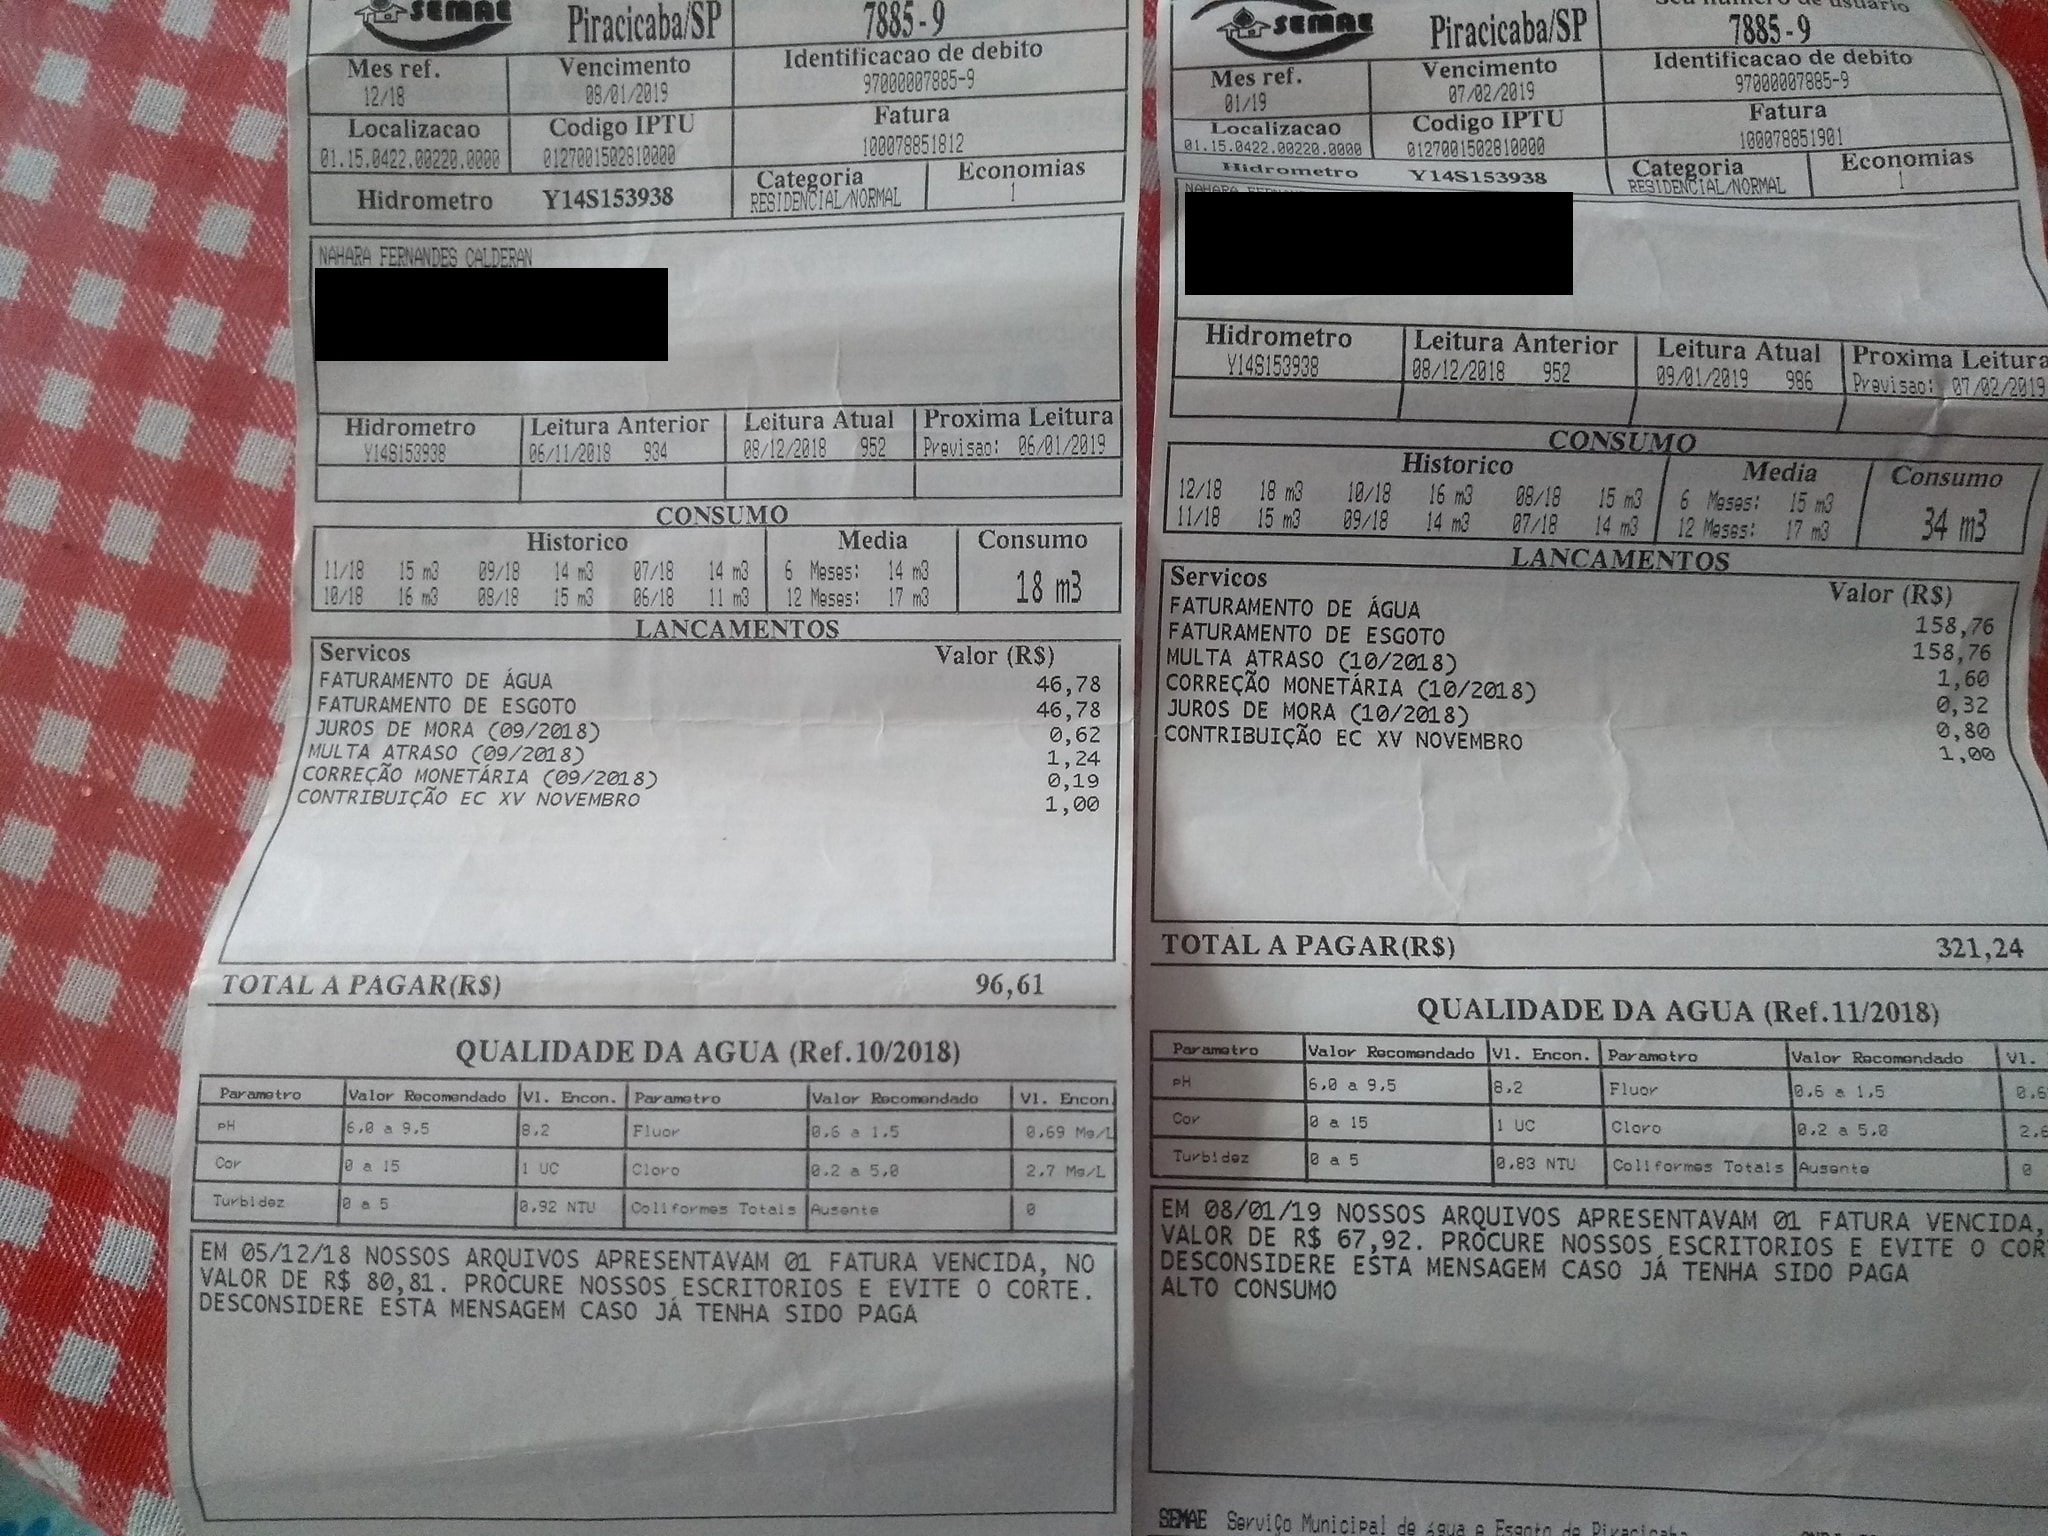 SEMAE Piracicaba/SP 7885-9
Mes ref. Vencimento Identificacao de debito
12/18 08/01/2019 97000007885-9
Localizacao Codigo IPTU Fatura
01.15.0422.00220.0000 0127001502810000 100078851812
Hidrometro Y14S153938 Categoria Economias
RESIDENCIAL/NORMAL 1
NAHARA FERNANDES CALDERAN
Hidrometro Leitura Anterior Leitura Atual Proxima Leitura
Y14S153938 06/11/2018 934 08/12/2018 952 Previsao: 06/01/2019
CONSUMO
Historico Media Consumo
11/18 15 m3 09/18 14 m3 07/18 14 m3 6 Meses: 14 m3 18 m3
10/18 16 m3 08/18 15 m3 06/18 11 m3 12 Meses: 17 m3
LANCAMENTOS
Servicos Valor (R$)
FATURAMENTO DE ÁGUA 46,78
FATURAMENTO DE ESGOTO 46,78
JUROS DE MORA (09/2018) 0,62
MULTA ATRASO (09/2018) 1,24
CORREÇÃO MONETÁRIA (09/2018) 0,19
CONTRIBUIÇÃO EC XV NOVEMBRO 1,00
TOTAL A PAGAR(R$) 96,61
QUALIDADE DA AGUA (Ref.10/2018)
Parametro Valor Recomendado Vl. Encon. Parametro Valor Recomendado Vl. Encon.
pH 6.0 a 9.5 8.2 Fluor 0.6 a 1.5 0.69 Mg/L
Cor 0 a 15 1 UC Cloro 0.2 a 5.0 2.7 Mg/L
Turbidez 0 a 5 0.92 NTU Coliformes Totais Ausente 0
EM 05/12/18 NOSSOS ARQUIVOS APRESENTAVAM 01 FATURA VENCIDA, NO
VALOR DE R$ 80,81. PROCURE NOSSOS ESCRITORIOS E EVITE O CORTE.
DESCONSIDERE ESTA MENSAGEM CASO JÁ TENHA SIDO PAGA
Seu numero de usuario
SEMAE Piracicaba/SP 7885-9
Mes ref. Vencimento Identificacao de debito
01/19 07/02/2019 97000007885-9
Localizacao Codigo IPTU Fatura
01.15.0422.00220.0000 0127001502810000 100078851901
Hidrometro Y14S153938 Categoria Economias
RESIDENCIAL/NORMAL 1
NAHARA
Hidrometro Leitura Anterior Leitura Atual Proxima Leitura
Y14S153938 08/12/2018 952 09/01/2019 986 Previsao: 07/02/2019
CONSUMO
Historico Media Consumo
12/18 18 m3 10/18 16 m3 08/18 15 m3 6 Meses: 15 m3 34 m3
11/18 15 m3 09/18 14 m3 07/18 14 m3 12 Meses: 17 m3
LANCAMENTOS
Servicos Valor (R$)
FATURAMENTO DE ÁGUA 158,76
FATURAMENTO DE ESGOTO 158,76
MULTA ATRASO (10/2018) 1,60
CORREÇÃO MONETÁRIA (10/2018) 0,32
JUROS DE MORA (10/2018) 0,80
CONTRIBUIÇÃO EC XV NOVEMBRO 1,00
TOTAL A PAGAR(R$) 321,24
QUALIDADE DA AGUA (Ref.11/2018)
Parametro Valor Recomendado Vl. Encon. Parametro Valor Recomendado Vl.
pH 6.0 a 9.5 8.2 Fluor 0.6 a 1.5
Cor 0 a 15 1 UC Cloro 0.2 a 5.0
Turbidez 0 a 5 0.83 NTU Coliformes Totais Ausente 0
EM 08/01/19 NOSSOS ARQUIVOS APRESENTAVAM 01 FATURA VENCIDA,
VALOR DE R$ 67,92. PROCURE NOSSOS ESCRITORIOS E EVITE O COR
DESCONSIDERE ESTA MENSAGEM CASO JÁ TENHA SIDO PAGA
ALTO CONSUMO
SEMAE Serviço Municipal de Água e Esgoto de Piracicaba